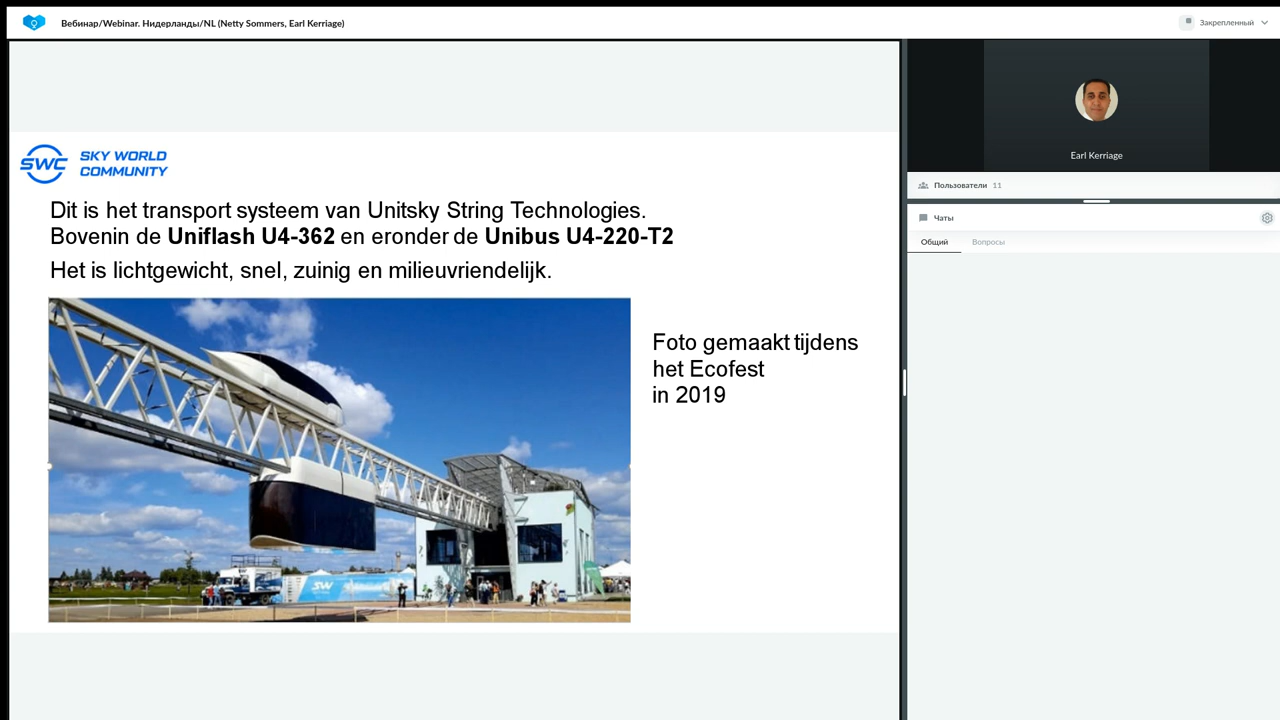 Вебинар/Webinar. Нидерланды/NL (Netty Sommers, Earl Kerriage)
Закрепленный
SWC SKY WORLD
COMMUNITY
Dit is het transport systeem van Unitsky String Technologies.
Bovenin de Uniflash U4-362 en eronder de Unibus U4-220-T2
Het is lichtgewicht, snel, zuinig en milieuvriendelijk.
Foto gemaakt tijdens
het Ecofest
in 2019
SW
Earl Kerriage
Пользователи 11
Чаты
Общий Вопросы